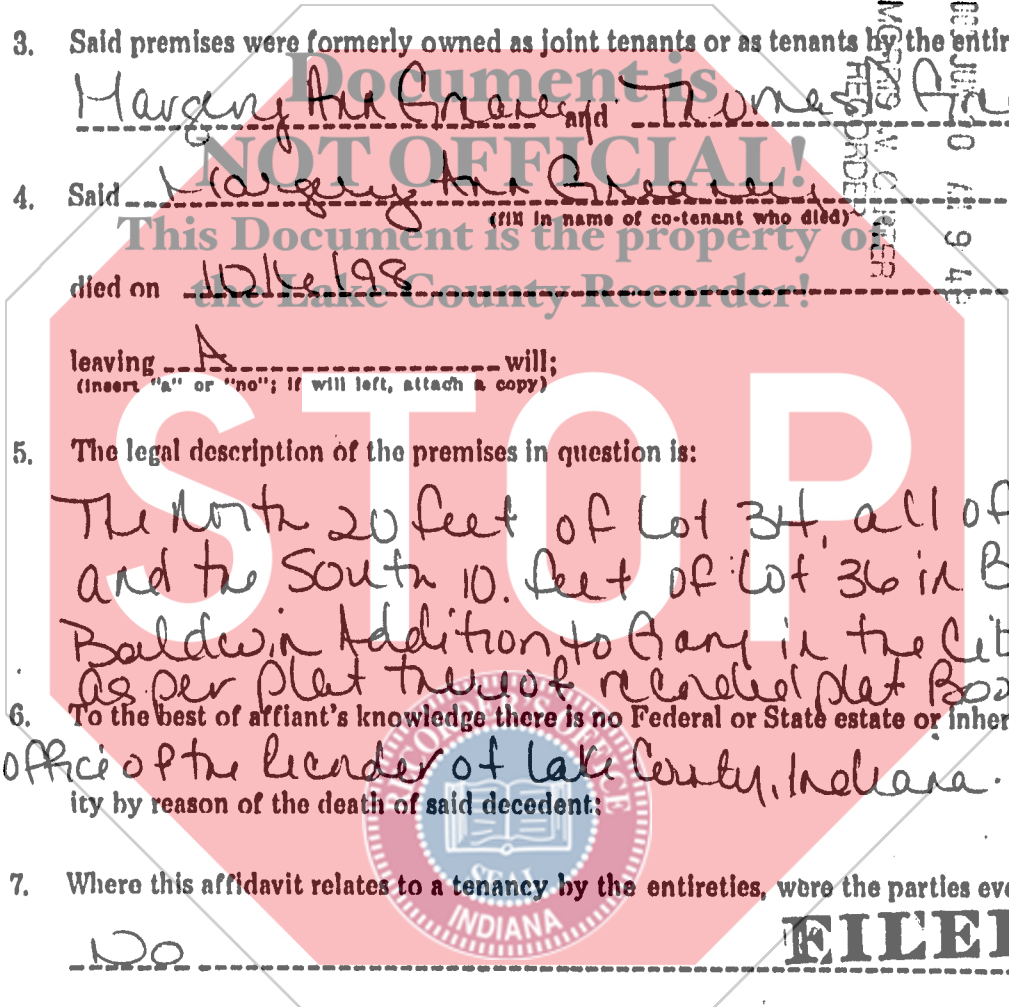 3. Said premises were formerly owned as joint tenants or as tenants by the entir
Document is
Margery Ann Greaney and Thomas
NOT OFFICIAL!
4. Said Margery Ann Greaney
(fill in name of co-tenant who died)
This Document is the property of
died on 12/16/98
the Lake County Recorder!
leaving A will;
(insert "a" or "no"; if will left, attach a copy)
STOP
5. The legal description of the premises in question is:
The North 20 feet of Lot 34, all of
and the South 10. feet of Lot 36 in B
Baldwin Addition to Gary in the Cit
as per plat thereof recorded plat Boo
6. To the best of affiant's knowledge there is no Federal or State estate or inher
office of the Recorder of Lake County, Indiana.
ity by reason of the death of said decedent;
RECORDER'S OFFICE
SEAL
INDIANA
7. Where this affidavit relates to a tenancy by the entireties, were the parties eve
FILE
No